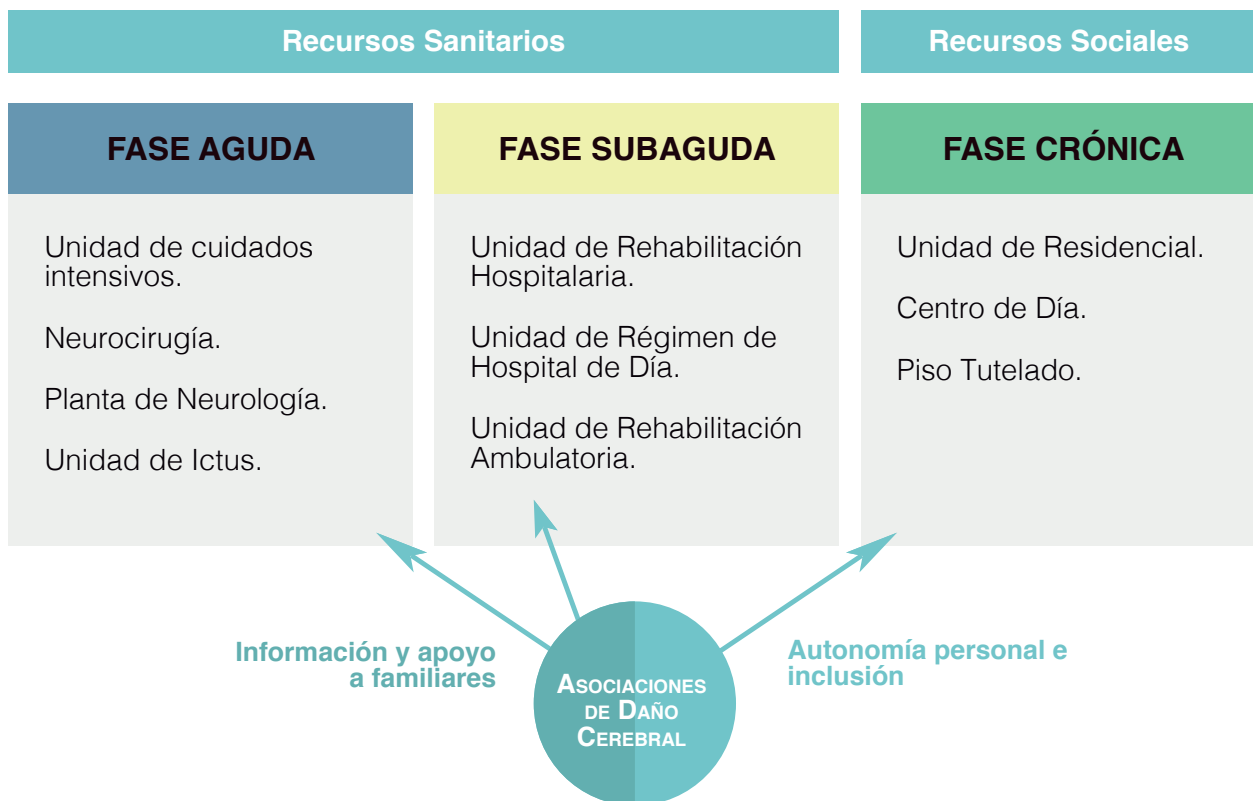 Recursos Sanitarios
Recursos Sociales
FASE AGUDA
Unidad de cuidados
intensivos.
Neurocirugía.
Planta de Neurología.
Unidad de Ictus.
FASE SUBAGUDA
Unidad de Rehabilitación
Hospitalaria.
Unidad de Régimen de
Hospital de Día.
Unidad de Rehabilitación
Ambulatoria.
FASE CRÓNICA
Unidad de Residencial.
Centro de Día.
Piso Tutelado.
Información y apoyo
a familiares
ASOCIACIONES
DE DAÑO
CEREBRAL
Autonomía personal e
inclusión